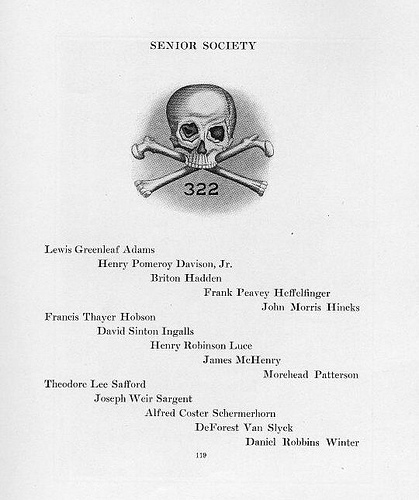 SENIOR SOCIETY
322
Lewis Greenleaf Adams
Henry Pomeroy Davison, Jr.
Briton Hadden
Frank Peavey Heffelfinger
John Morris Hincks
Francis Thayer Hobson
David Sinton Ingalls
Henry Robinson Luce
James McHenry
Morehead Patterson
Theodore Lee Safford
Joseph Weir Sargent
Alfred Coster Schermerhorn
DeForest Van Slyck
Daniel Robbins Winter
179